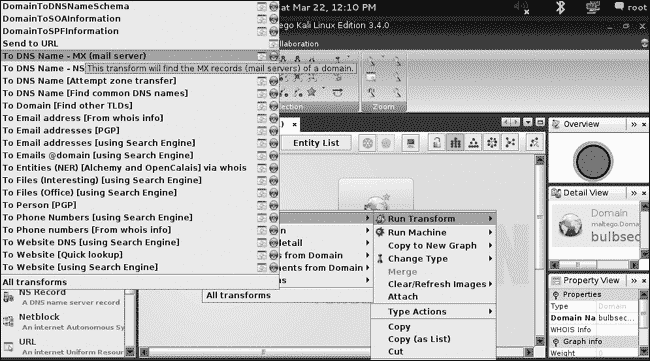 DomainToDNSNameSchema
DomainToSOAInformation
DomainToSPFInformation
Send to URL
To DNS Name - MX (mail server)
To DNS Name - NS
This transform will find the MX records (mail servers) of a domain.
To DNS Name [Attempt zone transfer]
To DNS Name [Find common DNS names]
To Domain [Find other TLDs]
To Email address [From whois info]
To Email addresses [PGP]
To Email addresses [using Search Engine]
To Emails @domain [using Search Engine]
To Entities (NER) [Alchemy and OpenCalais] via whois
To Files (Interesting) [using Search Engine]
To Files (Office) [using Search Engine]
To Person [PGP]
To Phone Numbers [using Search Engine]
To Phone numbers [From whois info]
To Website DNS [using Search Engine]
To Website [Quick lookup]
To Website [using Search Engine]
All transforms
NS Record
A DNS name server record
Netblock
An internet Autonomous Sy
URL
An internet Uniform Resour
at Mar 22, 12:10 PM
root
tego Kali Linux Edition 3.4.0
ollaboration
ection
Zoom
Entity List
Run Transform
Run Machine
Copy to New Graph
Change Type
Merge
Clear/Refresh Images
Attach
Type Actions
Copy
Copy (as List)
Cut
n
etail
s from Domain
ments from Domain
ms
All transforms
Overview
Detail View
Domain
maltego.Doma
bulbsec
Property View
Properties
Type
Domain
Domain Na
bulbsec...
WHOIS Info
Graph info